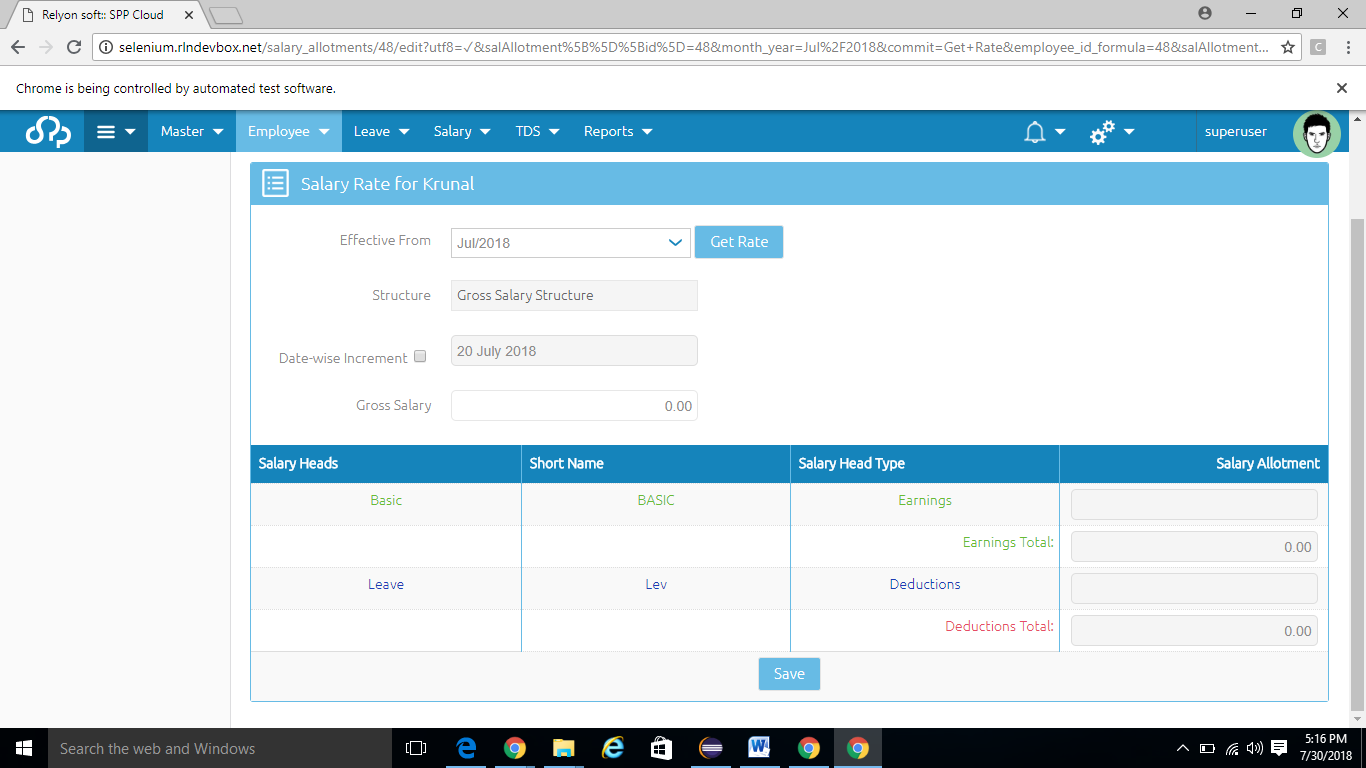 Relyon soft:: SPP Cloud
selenium.rlndevbox.net/salary_allotments/48/edit?utf8=✓&salAllotment%5B%5D%5Bid%5D=48&month_year=Jul%2F2018&commit=Get+Rate&employee_id_formula=48&salAllotment...
Chrome is being controlled by automated test software.
Master Employee Leave Salary TDS Reports superuser
Salary Rate for Krunal
Effective From Jul/2018 Get Rate
Structure Gross Salary Structure
Date-wise Increment 20 July 2018
Gross Salary 0.00
Salary Heads Short Name Salary Head Type Salary Allotment
Basic BASIC Earnings
Earnings Total: 0.00
Leave Lev Deductions
Deductions Total: 0.00
Save
Search the web and Windows
5:16 PM
7/30/2018